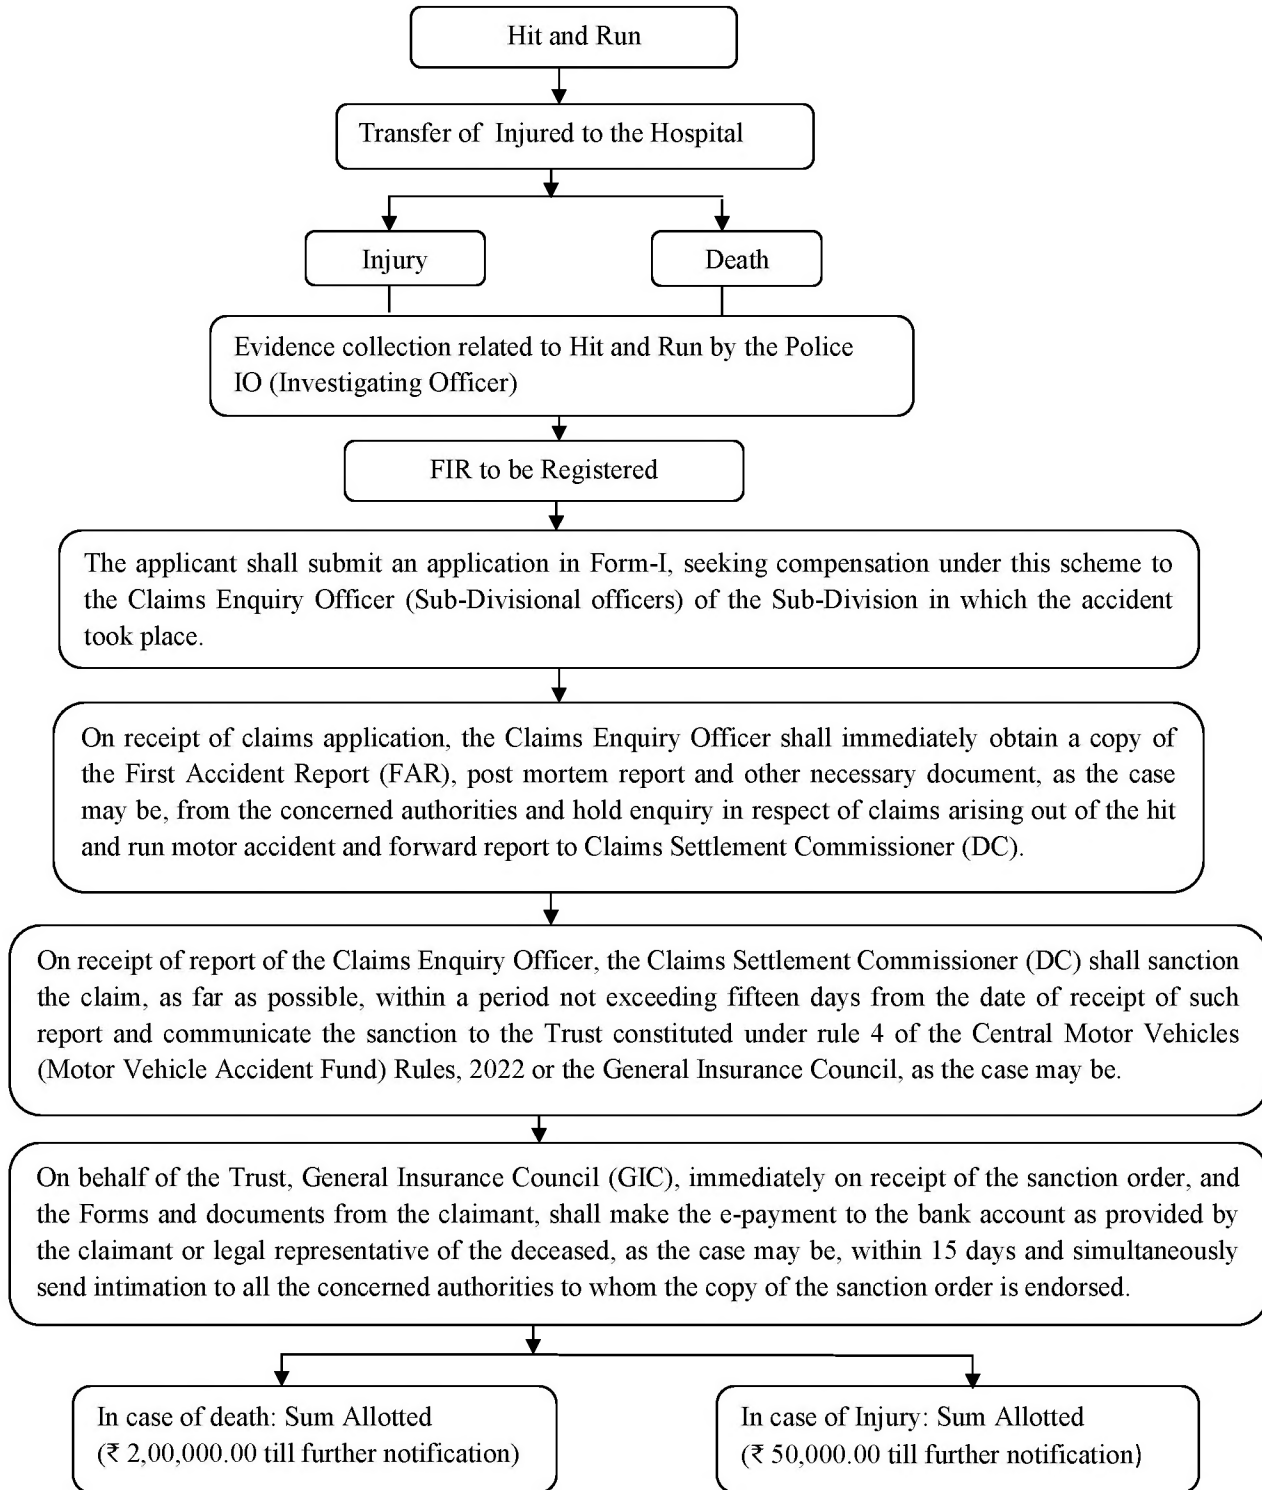 Hit and Run
Transfer of Injured to the Hospital
Injury
Death
Evidence collection related to Hit and Run by the Police
IO (Investigating Officer)
FIR to be Registered
The applicant shall submit an application in Form-I, seeking compensation under this scheme to
the Claims Enquiry Officer (Sub-Divisional officers) of the Sub-Division in which the accident
took place.
On receipt of claims application, the Claims Enquiry Officer shall immediately obtain a copy of
the First Accident Report (FAR), post mortem report and other necessary document, as the case
may be, from the concerned authorities and hold enquiry in respect of claims arising out of the hit
and run motor accident and forward report to Claims Settlement Commissioner (DC).
On receipt of report of the Claims Enquiry Officer, the Claims Settlement Commissioner (DC) shall sanction
the claim, as far as possible, within a period not exceeding fifteen days from the date of receipt of such
report and communicate the sanction to the Trust constituted under rule 4 of the Central Motor Vehicles
(Motor Vehicle Accident Fund) Rules, 2022 or the General Insurance Council, as the case may be.
On behalf of the Trust, General Insurance Council (GIC), immediately on receipt of the sanction order, and
the Forms and documents from the claimant, shall make the e-payment to the bank account as provided by
the claimant or legal representative of the deceased, as the case may be, within 15 days and simultaneously
send intimation to all the concerned authorities to whom the copy of the sanction order is endorsed.
In case of death: Sum Allotted
(₹ 2,00,000.00 till further notification)
In case of Injury: Sum Allotted
(₹ 50,000.00 till further notification)